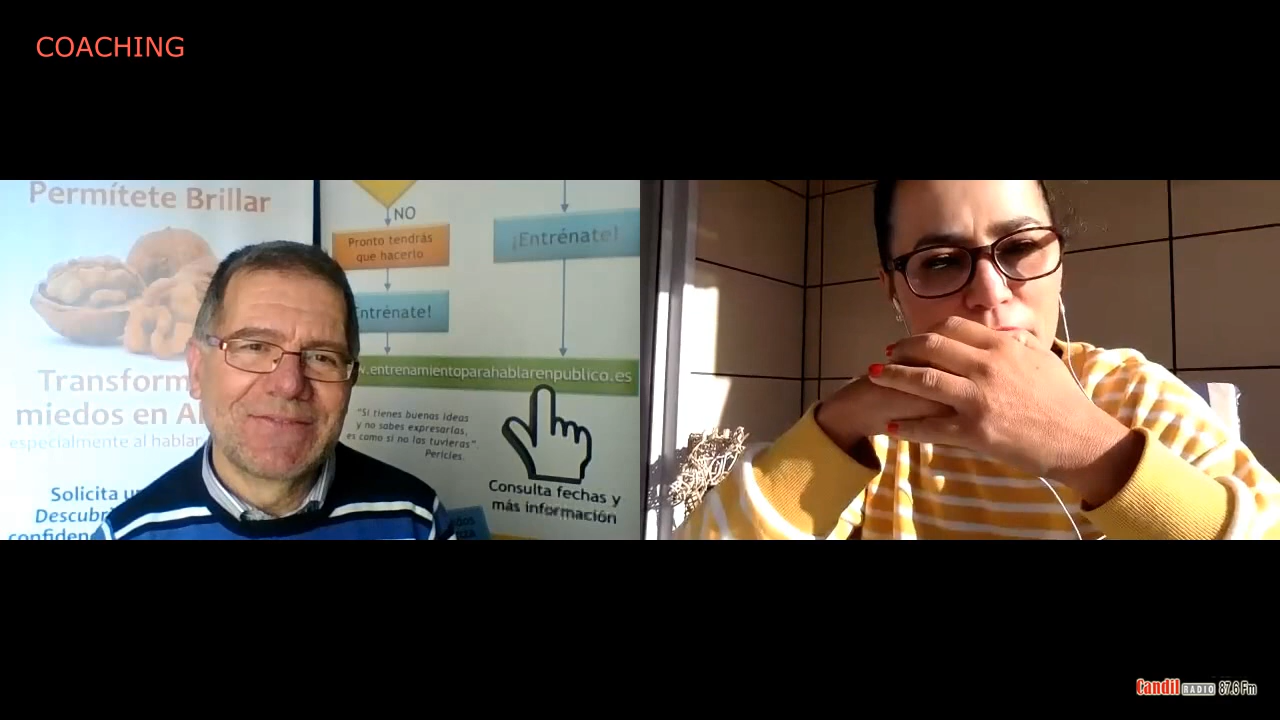 COACHING
Permítete Brillar
Transform
miedos en A
especialmente al hablar
Solicita u
Descubri
confidenc
NO
Pronto tendrás
que hacerlo
Entrénate!
¡Entrénate!
w.entrenamientoparahablarenpublico.es
"Si tienes buenas ideas
y no sabes expresarlas,
es como si no las tuvieras".
Pericles.
Consulta fechas y
más información
Candil RADIO 87.6 Fm